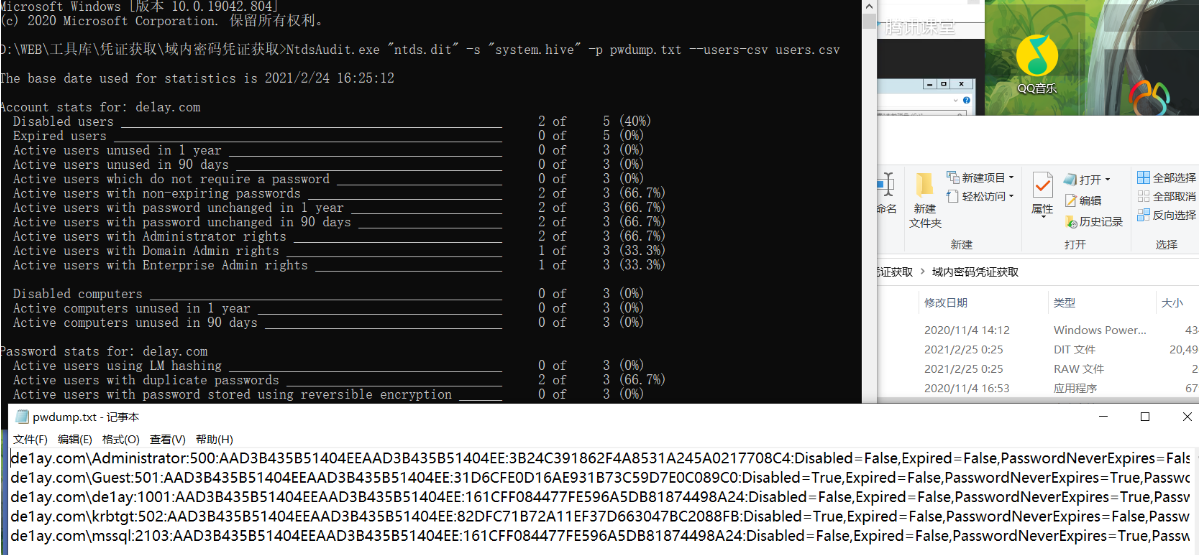 Microsoft Windows [版本 10.0.19042.804]
(c) 2020 Microsoft Corporation. 保留所有权利。
D:\WEB\工具库\凭证获取\域内密码凭证获取>NtdsAudit.exe "ntds.dit" -s "system.hive" -p pwdump.txt --users-csv users.csv
The base date used for statistics is 2021/2/24 16:25:12
Account stats for: delay.com
Disabled users 2 of 5 (40%)
Expired users 0 of 5 (0%)
Active users unused in 1 year 0 of 3 (0%)
Active users unused in 90 days 0 of 3 (0%)
Active users which do not require a password 0 of 3 (0%)
Active users with non-expiring passwords 2 of 3 (66.7%)
Active users with password unchanged in 1 year 2 of 3 (66.7%)
Active users with password unchanged in 90 days 2 of 3 (66.7%)
Active users with Administrator rights 2 of 3 (66.7%)
Active users with Domain Admin rights 1 of 3 (33.3%)
Active users with Enterprise Admin rights 1 of 3 (33.3%)
Disabled computers 0 of 3 (0%)
Active computers unused in 1 year 0 of 3 (0%)
Active computers unused in 90 days 0 of 3 (0%)
Password stats for: delay.com
Active users using LM hashing 0 of 3 (0%)
Active users with duplicate passwords 2 of 3 (66.7%)
Active users with password stored using reversible encryption 0 of 3 (0%)
腾讯课堂
QQ音乐
命名
新建
文件夹
新建项目
轻松访问
新建
属性
打开
编辑
历史记录
打开
全部选择
全部取消
反向选择
选择
凭证获取 > 域内密码凭证获取
修改日期 类型 大小
2020/11/4 14:12 Windows Power... 43
2021/2/25 0:25 DIT 文件 20,49
2021/2/25 0:25 RAW 文件 2
2020/11/4 16:53 应用程序 67
pwdump.txt - 记事本
文件(F) 编辑(E) 格式(O) 查看(V) 帮助(H)
de1ay.com\Administrator:500:AAD3B435B51404EEAAD3B435B51404EE:3B24C391862F4A8531A245A0217708C4:Disabled=False,Expired=False,PasswordNeverExpires=Fals
de1ay.com\Guest:501:AAD3B435B51404EEAAD3B435B51404EE:31D6CFE0D16AE931B73C59D7E0C089C0:Disabled=True,Expired=False,PasswordNeverExpires=True,Passwo
de1ay.com\de1ay:1001:AAD3B435B51404EEAAD3B435B51404EE:161CFF084477FE596A5DB81874498A24:Disabled=False,Expired=False,PasswordNeverExpires=True,Passw
de1ay.com\krbtgt:502:AAD3B435B51404EEAAD3B435B51404EE:82DFC71B72A11EF37D663047BC2088FB:Disabled=True,Expired=False,PasswordNeverExpires=False,Passw
de1ay.com\mssql:2103:AAD3B435B51404EEAAD3B435B51404EE:161CFF084477FE596A5DB81874498A24:Disabled=False,Expired=False,PasswordNeverExpires=True,Passw